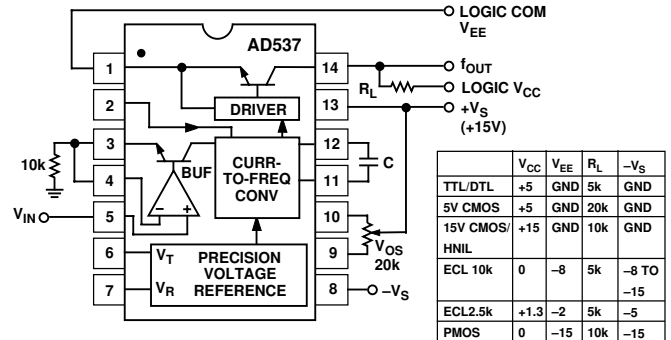 LOGIC COM
VEE
AD537
1
14
fOUT
RL
LOGIC VCC
2
DRIVER
13
+VS
(+15V)
10k
3
BUF
CURR-
TO-FREQ
CONV
12
C
4
11
VIN
5
– +
10
VOS
20k
6
VT
PRECISION
VOLTAGE
REFERENCE
9
7
VR
8
–VS
VCC VEE RL –VS
TTL/DTL +5 GND 5k GND
5V CMOS +5 GND 20k GND
15V CMOS/ +15 GND 10k GND
HNIL
ECL 10k 0 –8 5k –8 TO
–15
ECL2.5k +1.3 –2 5k –5
PMOS 0 –15 10k –15